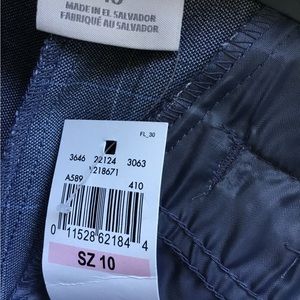 MADE IN EL SALVADOR
FABRIQUÉ AU SALVADOR
FL_30
3646 22124 3063
V218671
A589 410
0 11528 62184 4
SZ 10